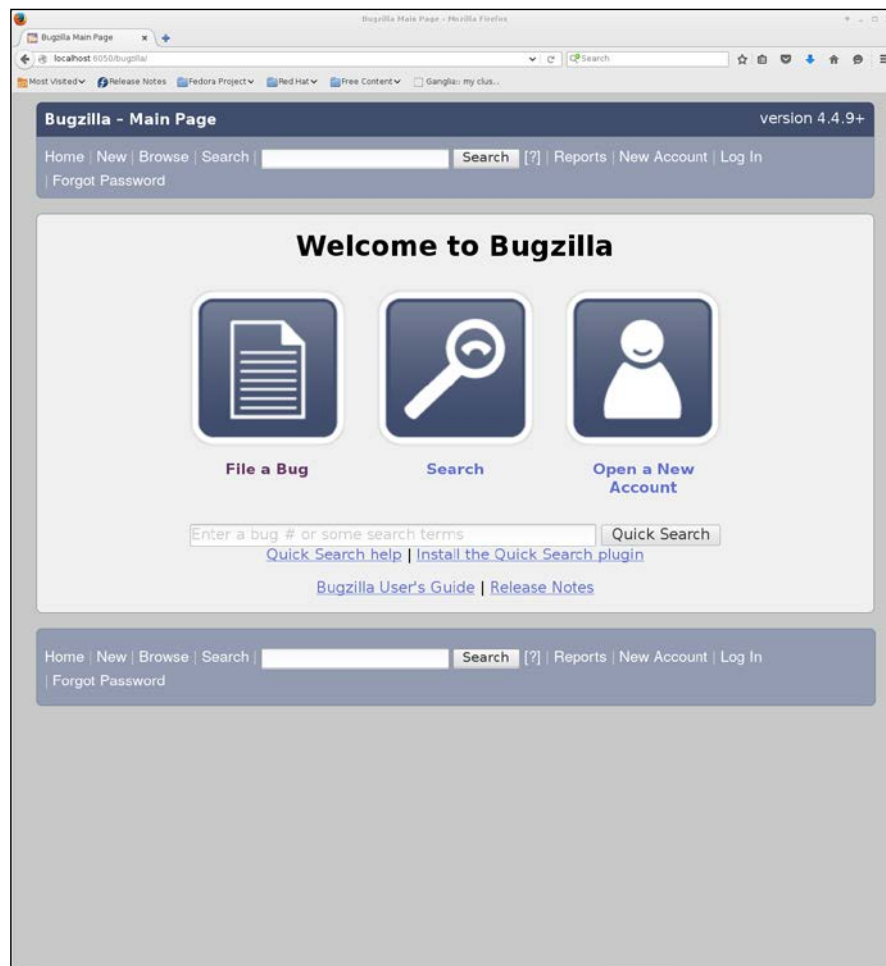 Bugzilla Main Page - Mozilla Firefox
Bugzilla Main Page
localhost:6050/bugzilla/
Search
Most Visited Release Notes Fedora Project Red Hat Free Content Ganglia:: my clus...
Bugzilla – Main Page version 4.4.9+
Home | New | Browse | Search | Search [?] | Reports | New Account | Log In
| Forgot Password
Welcome to Bugzilla
File a Bug Search Open a New
Account
Enter a bug # or some search terms Quick Search
Quick Search help | Install the Quick Search plugin
Bugzilla User's Guide | Release Notes
Home | New | Browse | Search | Search [?] | Reports | New Account | Log In
| Forgot Password